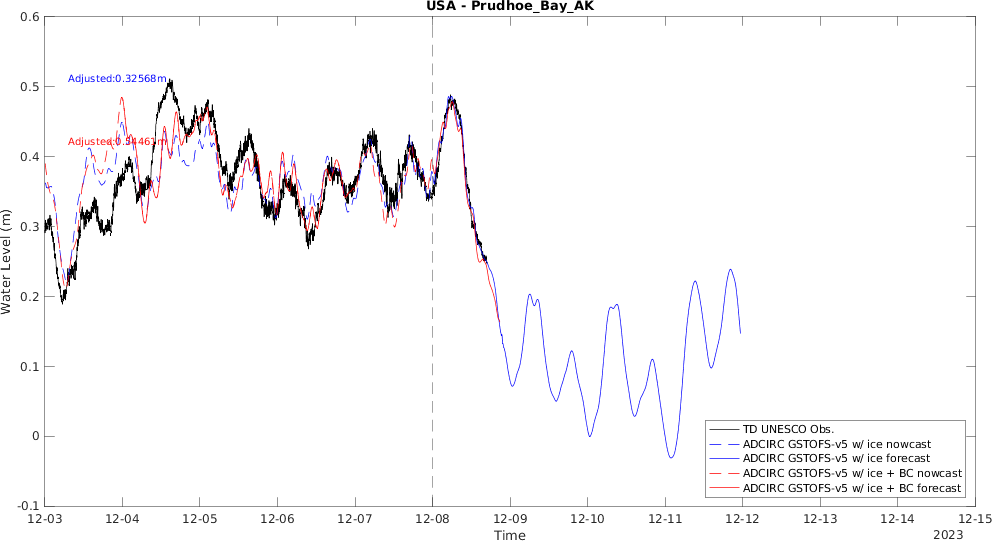 USA - Prudhoe_Bay_AK
0.6
0.5
0.4
0.3
0.2
0.1
0
-0.1
Water Level (m)
Adjusted:0.32568m
Adjusted:0.34461m
12-03 12-04 12-05 12-06 12-07 12-08 12-09 12-10 12-11 12-12 12-13 12-14 12-15
Time
2023
TD UNESCO Obs.
ADCIRC GSTOFS-v5 w/ ice nowcast
ADCIRC GSTOFS-v5 w/ ice forecast
ADCIRC GSTOFS-v5 w/ ice + BC nowcast
ADCIRC GSTOFS-v5 w/ ice + BC forecast